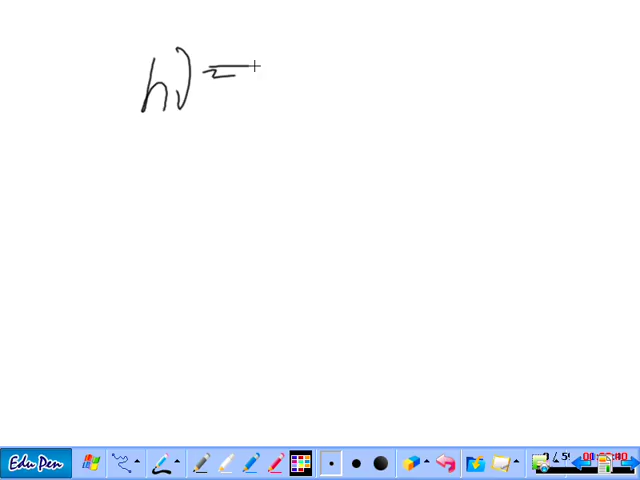 hν =
Edu Pen